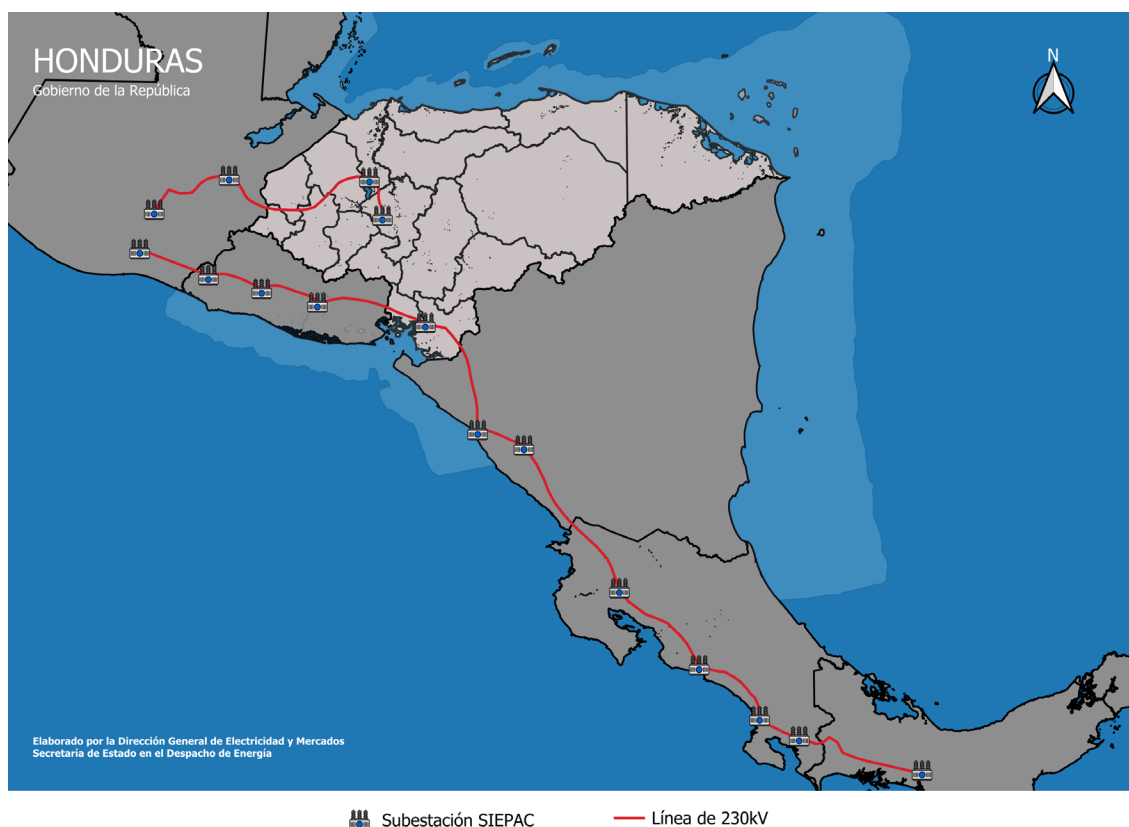 HONDURAS
Gobierno de la República
N
Elaborado por la Dirección General de Electricidad y Mercados
Secretaría de Estado en el Despacho de Energía
Subestación SIEPAC
Línea de 230kV